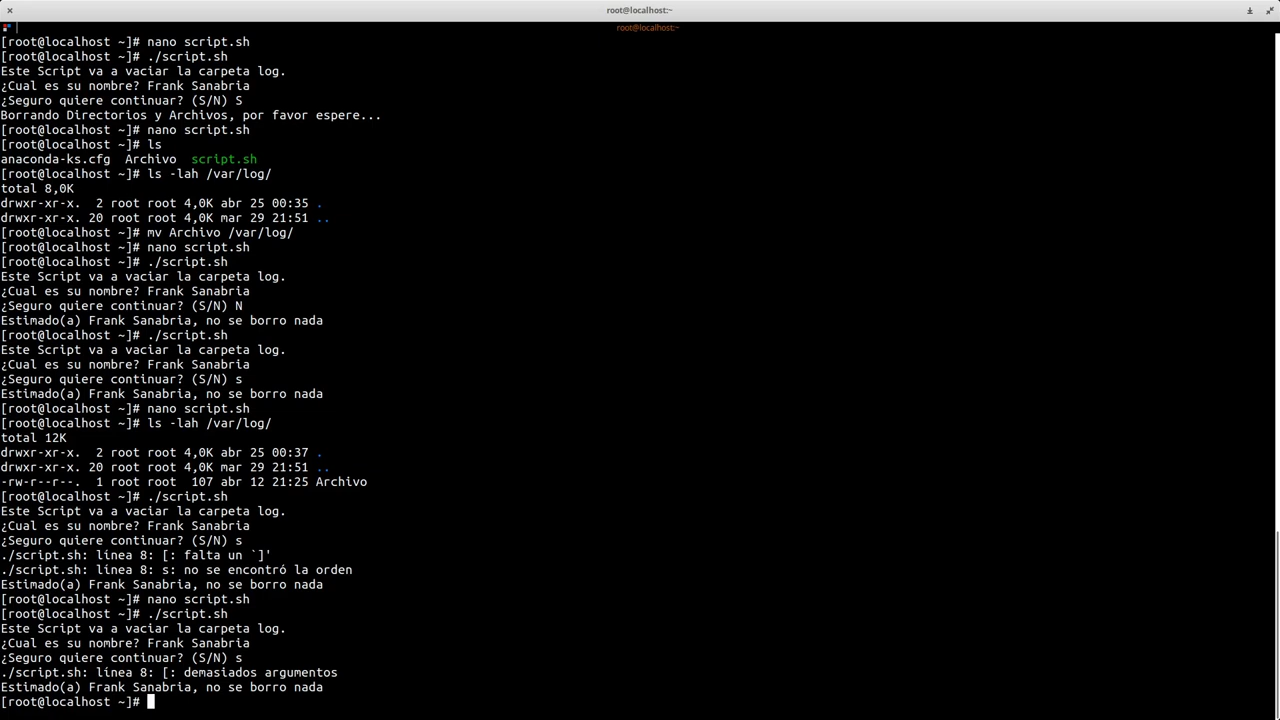 root@localhost:~
root@localhost:~
[root@localhost ~]# nano script.sh
[root@localhost ~]# ./script.sh
Este Script va a vaciar la carpeta log.
¿Cual es su nombre? Frank Sanabria
¿Seguro quiere continuar? (S/N) S
Borrando Directorios y Archivos, por favor espere...
[root@localhost ~]# nano script.sh
[root@localhost ~]# ls
anaconda-ks.cfg  Archivo  script.sh
[root@localhost ~]# ls -lah /var/log/
total 8,0K
drwxr-xr-x.  2 root root 4,0K abr 25 00:35 .
drwxr-xr-x. 20 root root 4,0K mar 29 21:51 ..
[root@localhost ~]# mv Archivo /var/log/
[root@localhost ~]# nano script.sh
[root@localhost ~]# ./script.sh
Este Script va a vaciar la carpeta log.
¿Cual es su nombre? Frank Sanabria
¿Seguro quiere continuar? (S/N) N
Estimado(a) Frank Sanabria, no se borro nada
[root@localhost ~]# ./script.sh
Este Script va a vaciar la carpeta log.
¿Cual es su nombre? Frank Sanabria
¿Seguro quiere continuar? (S/N) s
Estimado(a) Frank Sanabria, no se borro nada
[root@localhost ~]# nano script.sh
[root@localhost ~]# ls -lah /var/log/
total 12K
drwxr-xr-x.  2 root root 4,0K abr 25 00:37 .
drwxr-xr-x. 20 root root 4,0K mar 29 21:51 ..
-rw-r--r--.  1 root root  107 abr 12 21:25 Archivo
[root@localhost ~]# ./script.sh
Este Script va a vaciar la carpeta log.
¿Cual es su nombre? Frank Sanabria
¿Seguro quiere continuar? (S/N) s
./script.sh: línea 8: [: falta un `]'
./script.sh: línea 8: s: no se encontró la orden
Estimado(a) Frank Sanabria, no se borro nada
[root@localhost ~]# nano script.sh
[root@localhost ~]# ./script.sh
Este Script va a vaciar la carpeta log.
¿Cual es su nombre? Frank Sanabria
¿Seguro quiere continuar? (S/N) s
./script.sh: línea 8: [: demasiados argumentos
Estimado(a) Frank Sanabria, no se borro nada
[root@localhost ~]#